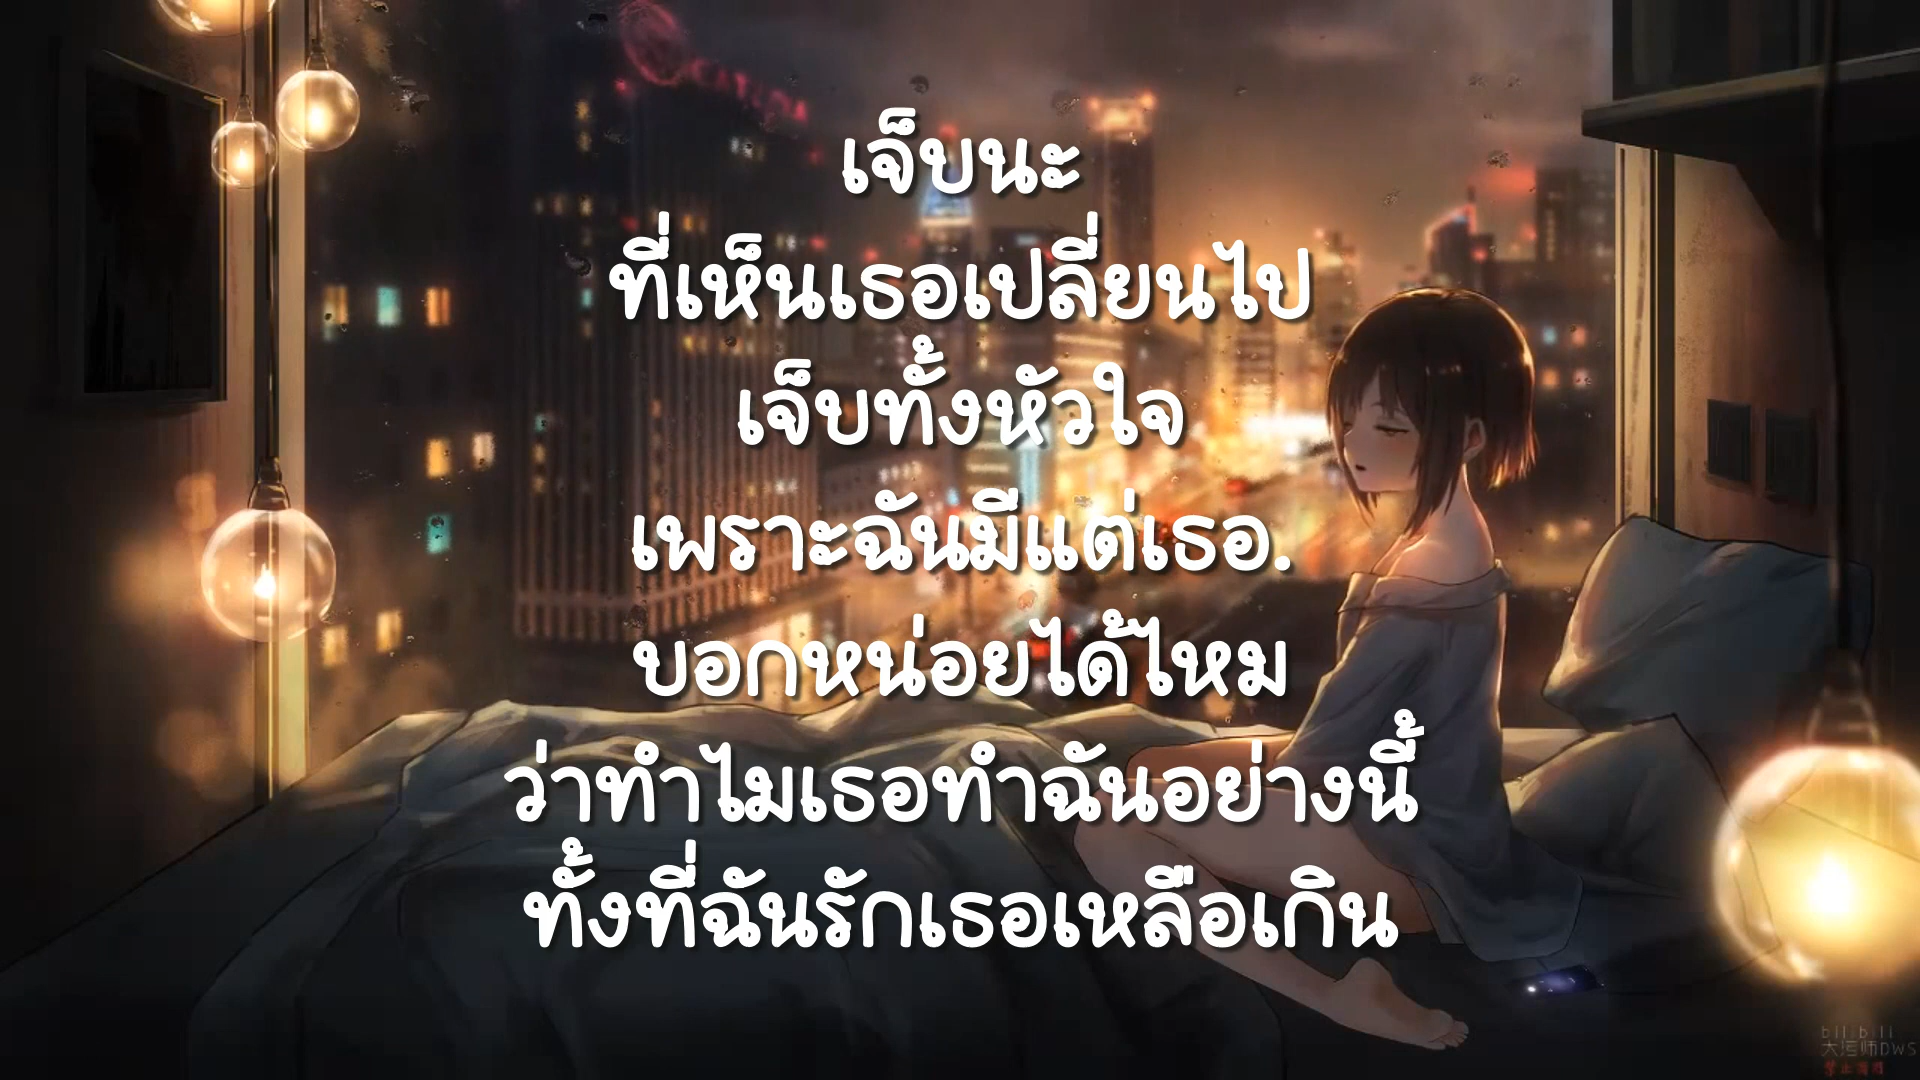 เจ็บนะ
ที่เห็นเธอเปลี่ยนไป
เจ็บทั้งหัวใจ
เพราะฉันมีแต่เธอ.
บอกหน่อยได้ไหม
ว่าทำไมเธอทำฉันอย่างนี้
ทั้งที่ฉันรักเธอเหลือเกิน
bilibili